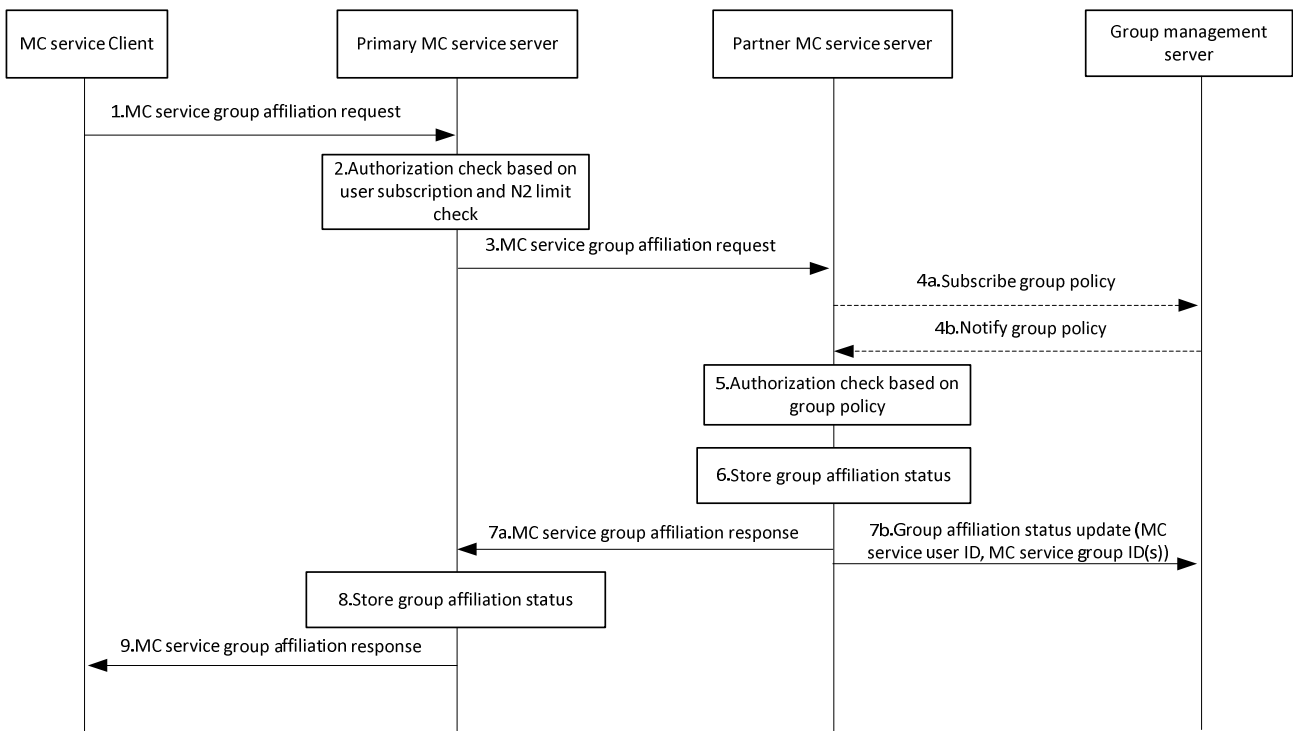 MC service Client
Primary MC service server
Partner MC service server
Group management
server
1.MC service group affiliation request
2.Authorization check based on
user subscription and N2 limit
check
3.MC service group affiliation request
4a.Subscribe group policy
4b.Notify group policy
5.Authorization check based on
group policy
6.Store group affiliation status
7a.MC service group affiliation response
7b.Group affiliation status update (MC
service user ID, MC service group ID(s))
8.Store group affiliation status
9.MC service group affiliation response